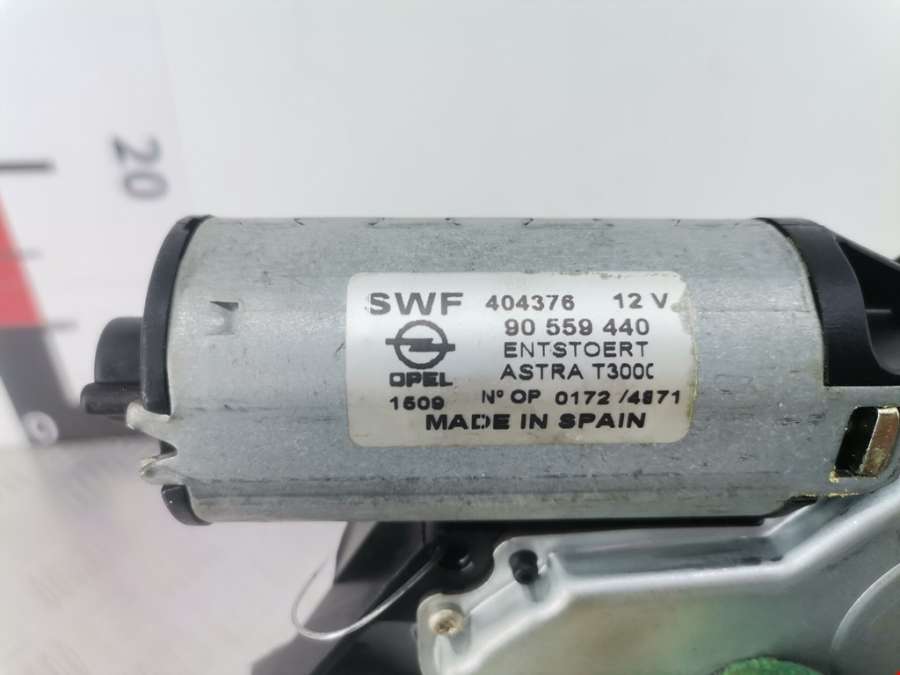 20
SWF 404376 12 V
90 559 440
ENTSTOERT
OPEL
ASTRA T3000
1509 Nº OP 0172 /4871
MADE IN SPAIN